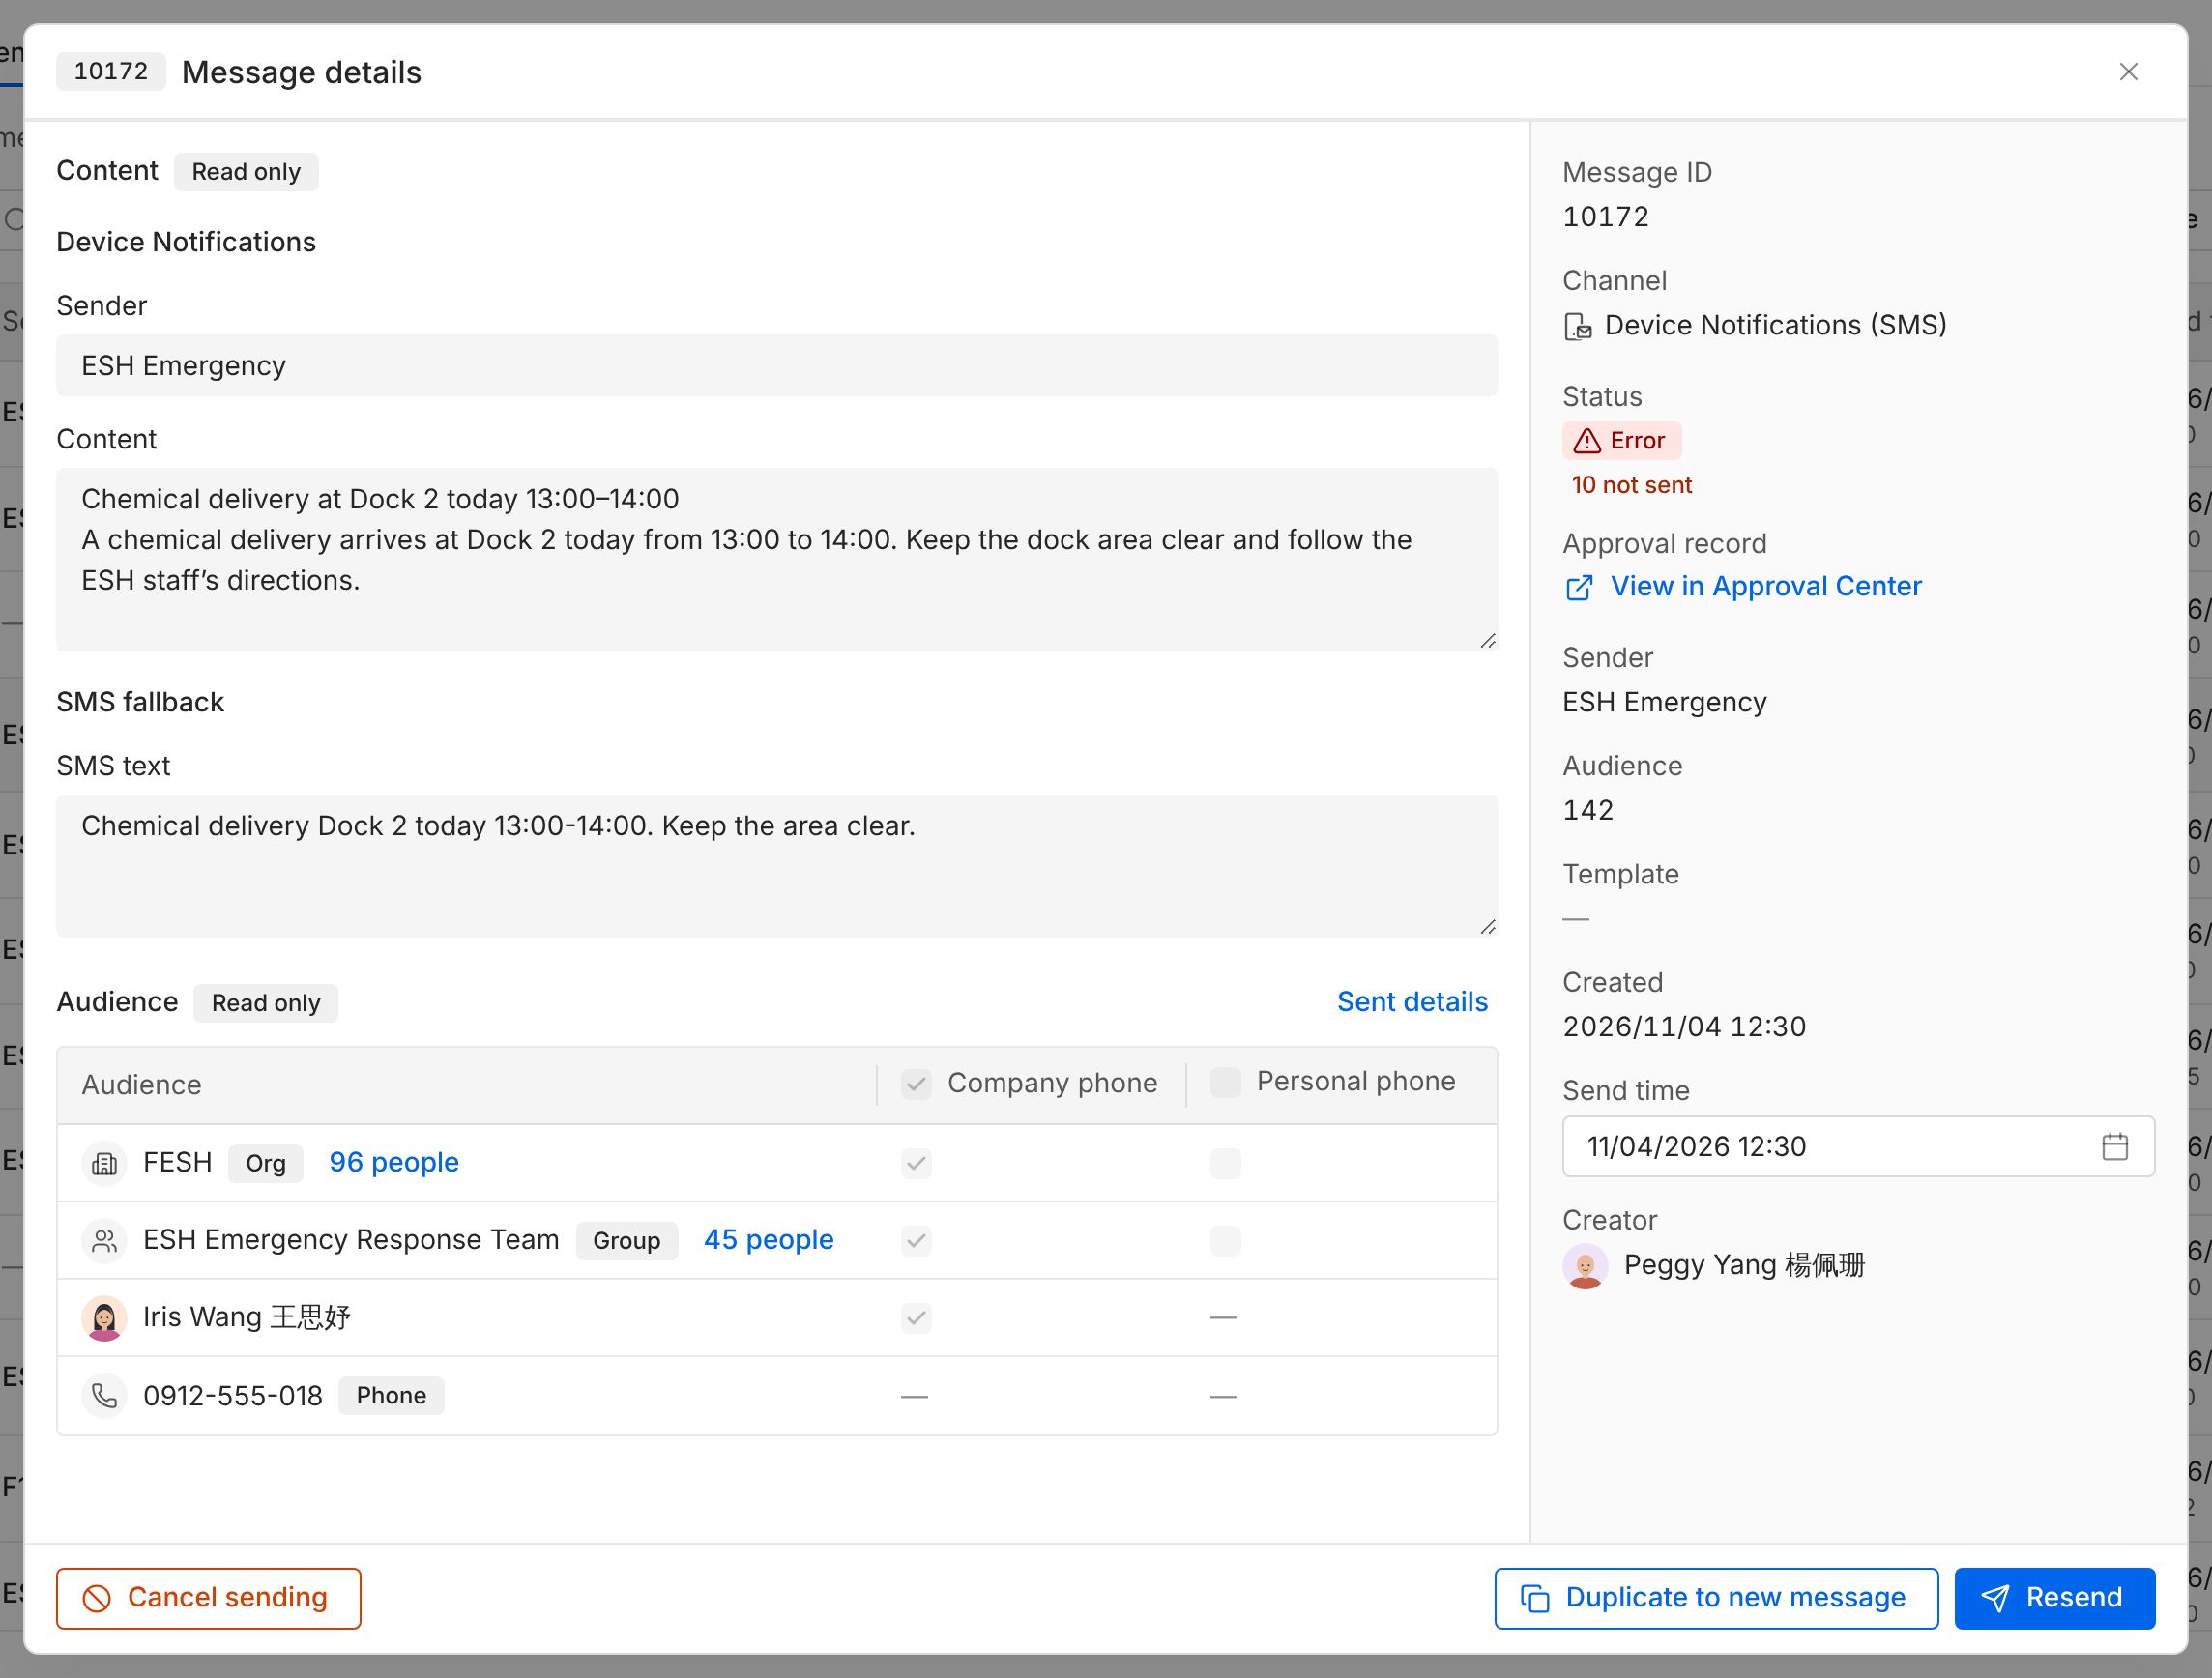 10172 Message details
Content Read only
Device Notifications
Sender
ESH Emergency
Content
Chemical delivery at Dock 2 today 13:00–14:00
A chemical delivery arrives at Dock 2 today from 13:00 to 14:00. Keep the dock area clear and follow the
ESH staff’s directions.
SMS fallback
SMS text
Chemical delivery Dock 2 today 13:00-14:00. Keep the area clear.
Audience Read only Sent details
Audience Company phone Personal phone
FESH Org 96 people
ESH Emergency Response Team Group 45 people
Iris Wang 王思妤 —
0912-555-018 Phone — —
Message ID
10172
Channel
Device Notifications (SMS)
Status
Error
10 not sent
Approval record
View in Approval Center
Sender
ESH Emergency
Audience
142
Template
—
Created
2026/11/04 12:30
Send time
11/04/2026 12:30
Creator
Peggy Yang 楊佩珊
Cancel sending Duplicate to new message Resend